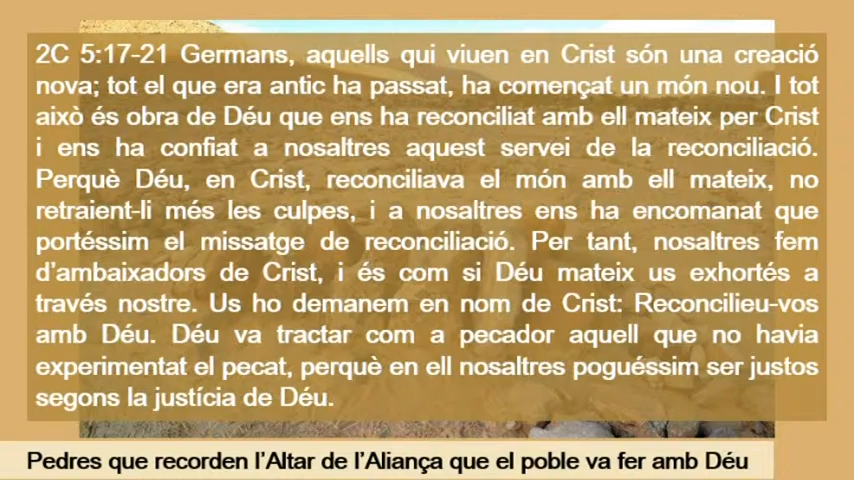 2C 5:17-21 Germans, aquells qui viuen en Crist són una creació
nova; tot el que era antic ha passat, ha començat un món nou. I tot
això és obra de Déu que ens ha reconciliat amb ell mateix per Crist
i ens ha confiat a nosaltres aquest servei de la reconciliació.
Perquè Déu, en Crist, reconciliava el món amb ell mateix, no
retraient-li més les culpes, i a nosaltres ens ha encomanat que
portéssim el missatge de reconciliació. Per tant, nosaltres fem
d'ambaixadors de Crist, i és com si Déu mateix us exhortés a
través nostre. Us ho demanem en nom de Crist: Reconcilieu-vos
amb Déu. Déu va tractar com a pecador aquell que no havia
experimentat el pecat, perquè en ell nosaltres poguéssim ser justos
segons la justícia de Déu.
Pedres que recorden l'Altar de l'Aliança que el poble va fer amb Déu